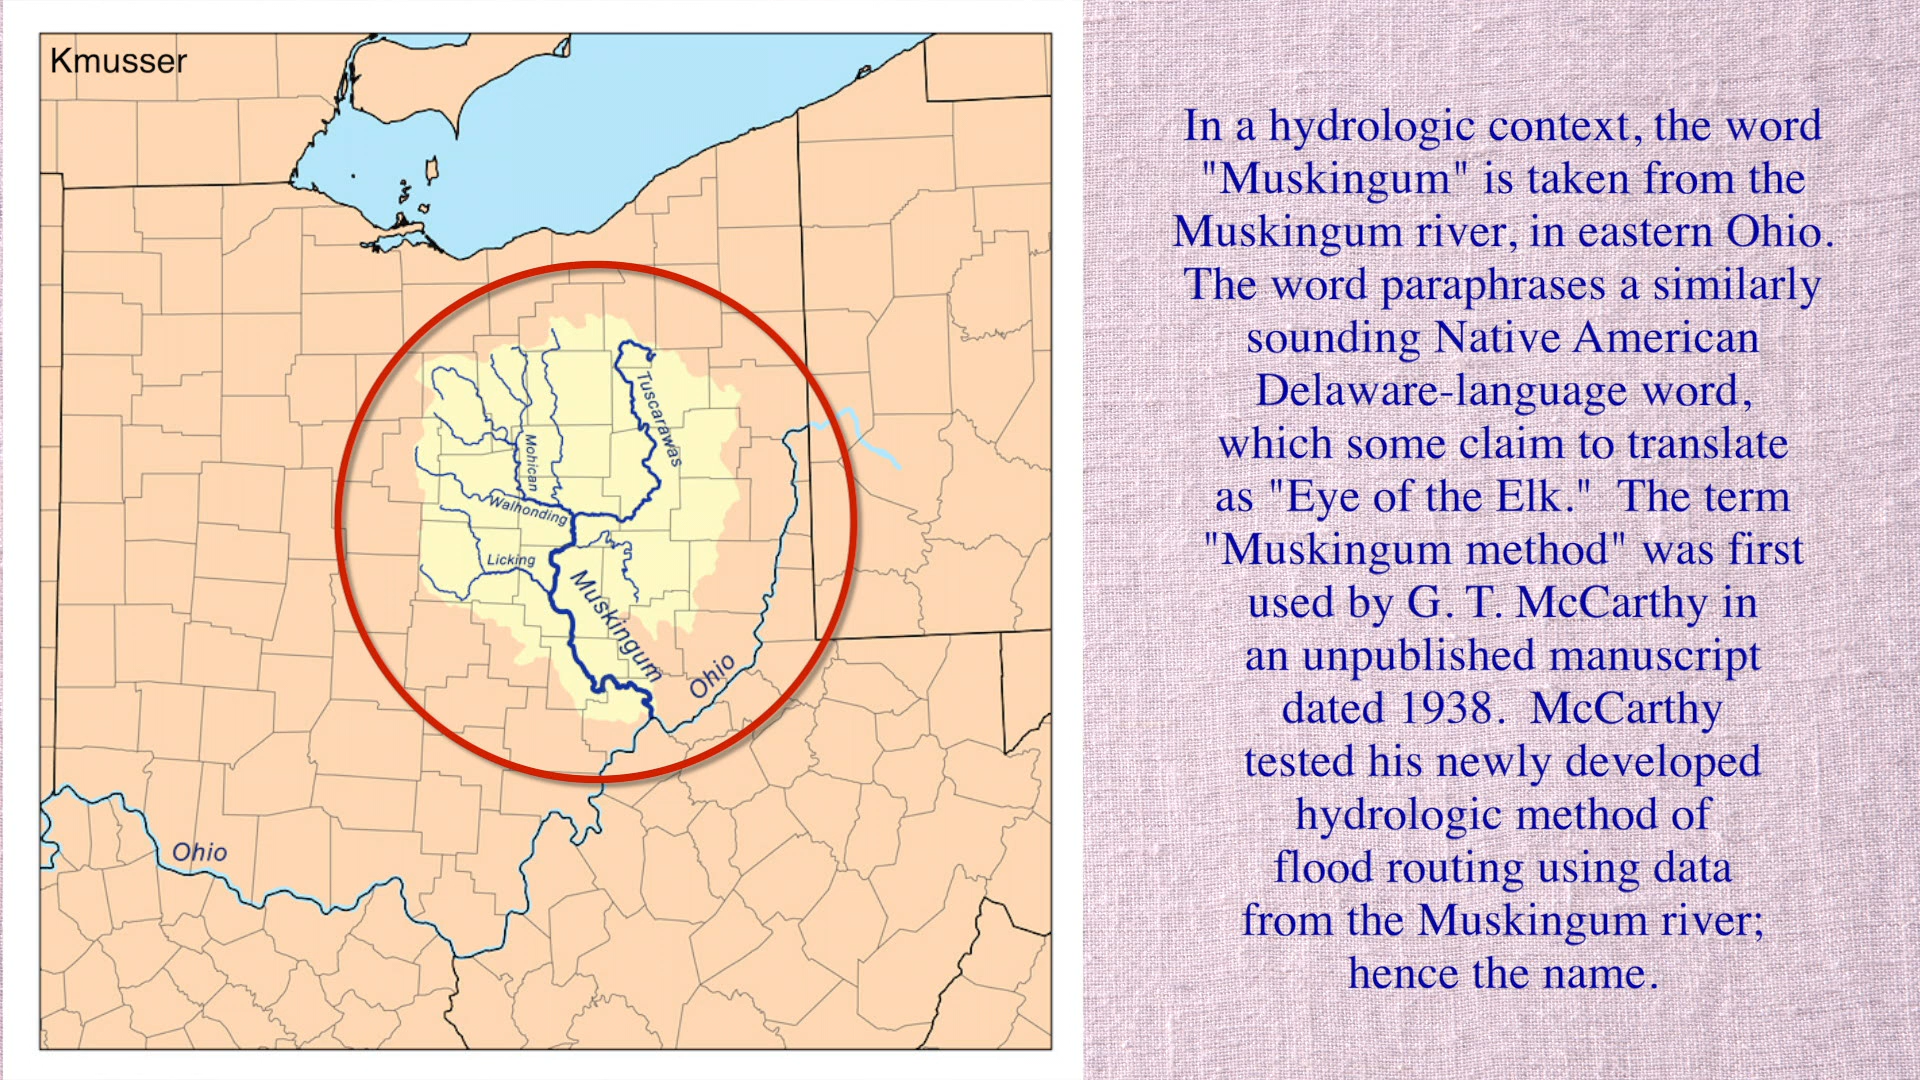 Kmusser
Tuscarawas
Mohican
Walhonding
Licking
Muskingum
Ohio
Ohio
In a hydrologic context, the word
"Muskingum" is taken from the
Muskingum river, in eastern Ohio.
The word paraphrases a similarly
sounding Native American
Delaware-language word,
which some claim to translate
as "Eye of the Elk."  The term
"Muskingum method" was first
used by G. T. McCarthy in
an unpublished manuscript
dated 1938.  McCarthy
tested his newly developed
hydrologic method of
flood routing using data
from the Muskingum river;
hence the name.